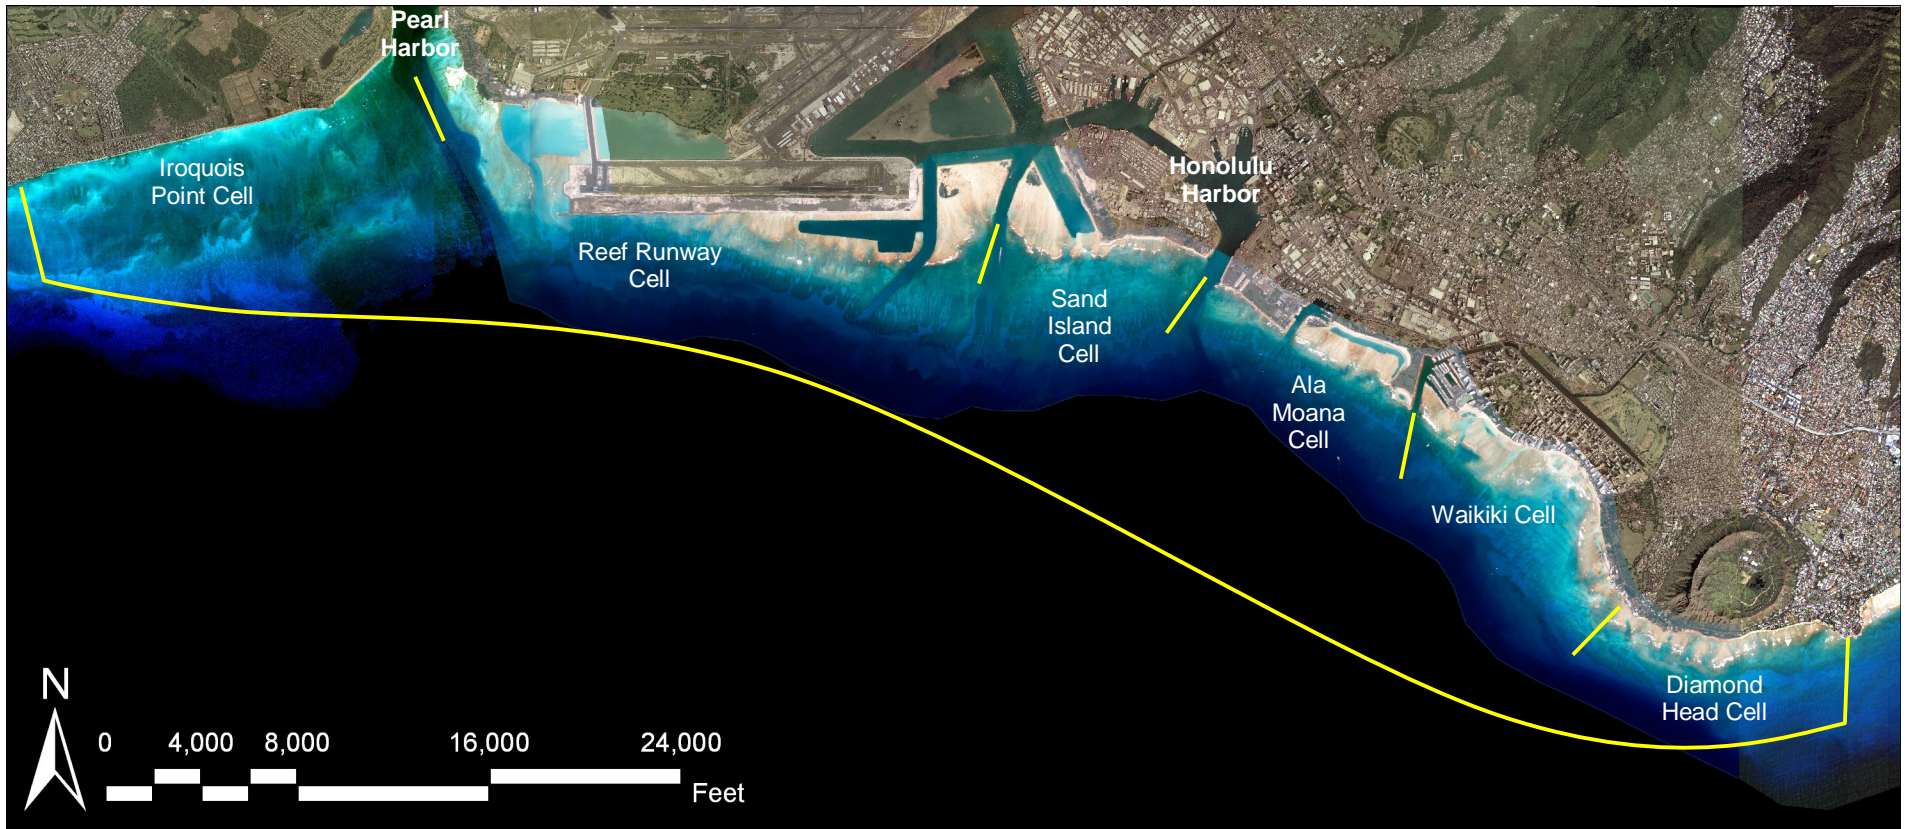 Pearl
Harbor
Iroquois
Point Cell
Honolulu
Harbor
Reef Runway
Cell
Sand
Island
Cell
Ala
Moana
Cell
Waikiki Cell
Diamond
Head Cell
N
0 4,000 8,000 16,000 24,000
Feet